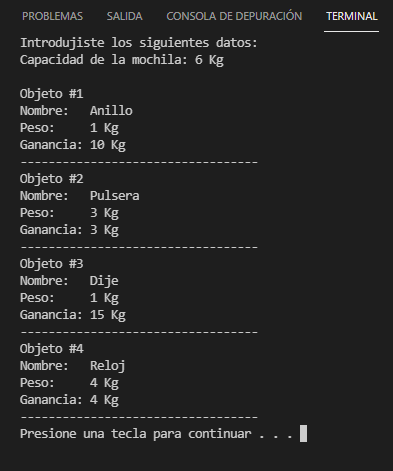 PROBLEMAS SALIDA CONSOLA DE DEPURACIÓN TERMINAL
Introdujiste los siguientes datos:
Capacidad de la mochila: 6 Kg
Objeto #1
Nombre: Anillo
Peso: 1 Kg
Ganancia: 10 Kg
----------------------------------
Objeto #2
Nombre: Pulsera
Peso: 3 Kg
Ganancia: 3 Kg
----------------------------------
Objeto #3
Nombre: Dije
Peso: 1 Kg
Ganancia: 15 Kg
----------------------------------
Objeto #4
Nombre: Reloj
Peso: 4 Kg
Ganancia: 4 Kg
----------------------------------
Presione una tecla para continuar . . .